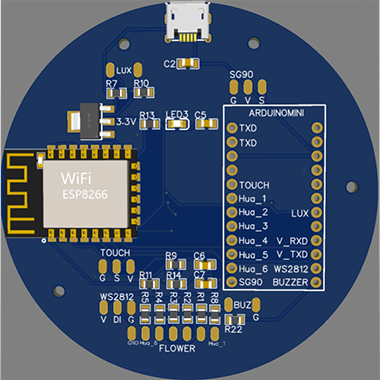 C2
LUX
R7 R10
SG90
G V S
3.3V
R13 LED3 C5
ARDUINOMINI
TXD
TXD
WiFi
ESP8266
TOUCH
Hua_1
Hua_2 LUX
Hua_3
Hua_4 V_RXD
Hua_5 V_TXD
Hua_6 WS2812
SG90 BUZZER
TOUCH
G S V
R9 C6
R11 R14 C7
WS2812
V DI G
R5 R4 R3 R2 R1 R8
BUZ
G
R22
GND Hua_6 Hua_1
FLOWER